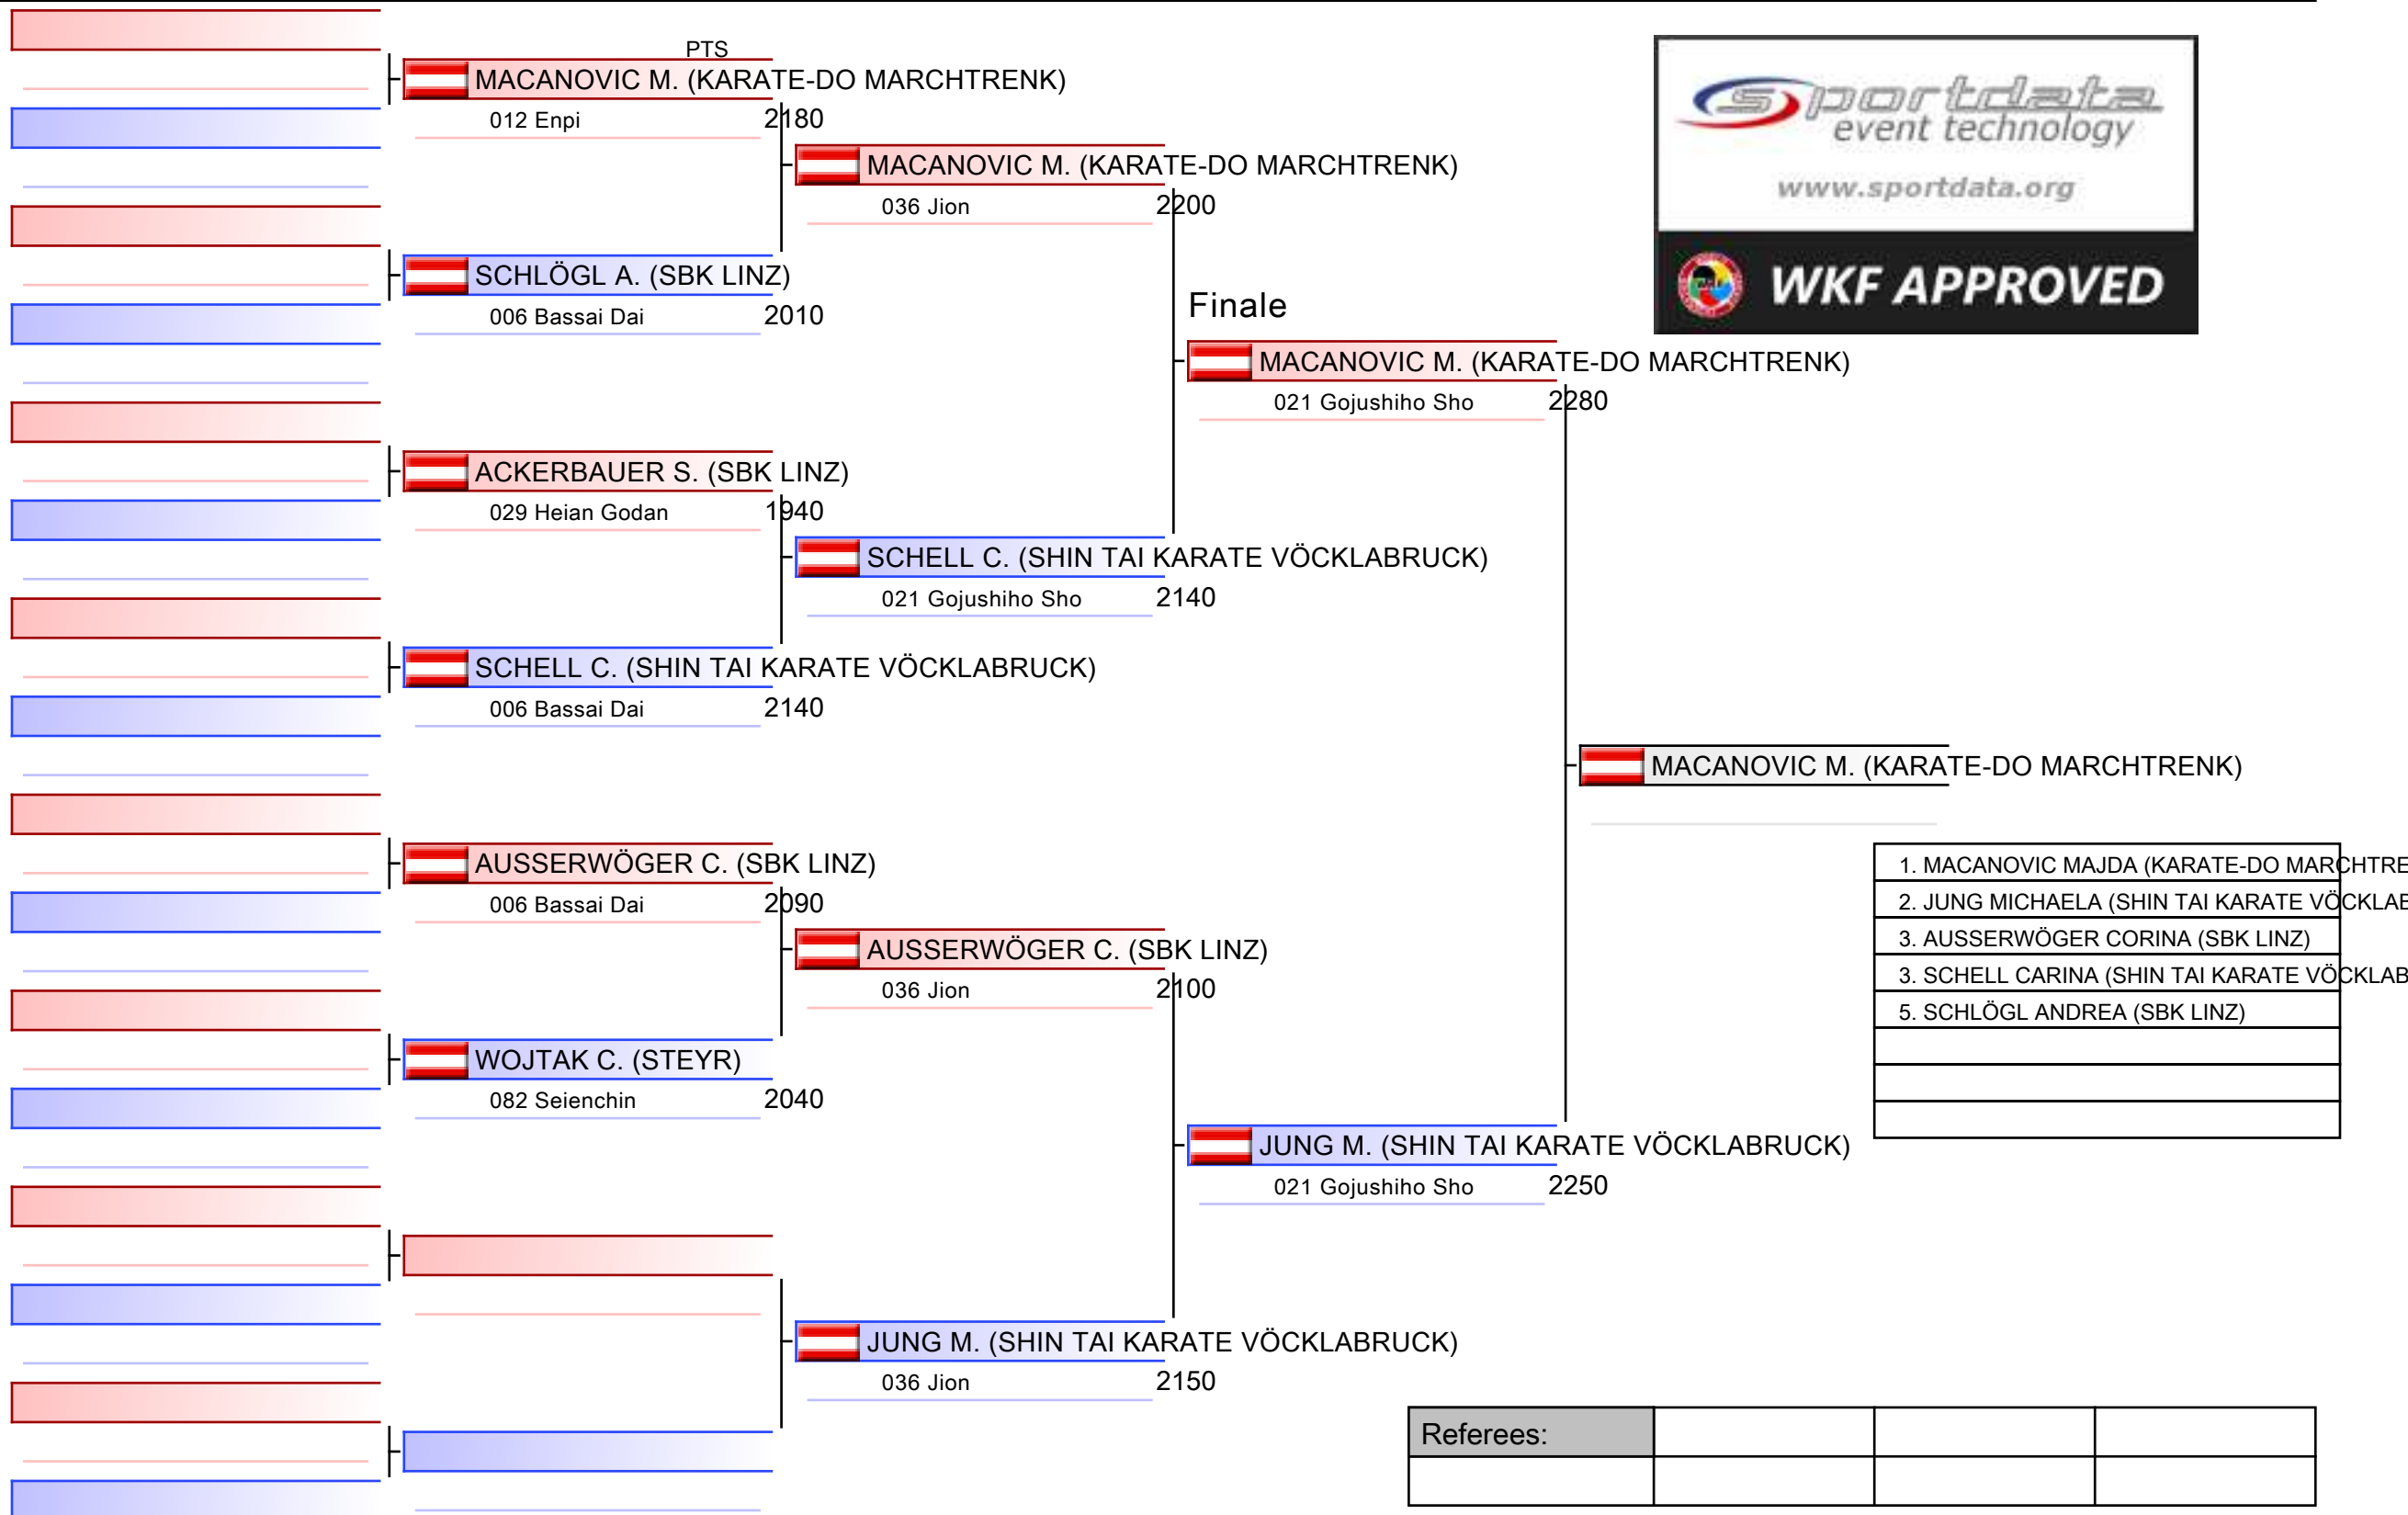 PTS
MACANOVIC M. (KARATE-DO MARCHTRENK)
012 Enpi 2180
SCHLÖGL A. (SBK LINZ)
006 Bassai Dai 2010
ACKERBAUER S. (SBK LINZ)
029 Heian Godan 1940
SCHELL C. (SHIN TAI KARATE VÖCKLABRUCK)
006 Bassai Dai 2140
AUSSERWÖGER C. (SBK LINZ)
006 Bassai Dai 2090
WOJTAK C. (STEYR)
082 Seienchin 2040
MACANOVIC M. (KARATE-DO MARCHTRENK)
036 Jion 2200
SCHELL C. (SHIN TAI KARATE VÖCKLABRUCK)
021 Gojushiho Sho 2140
AUSSERWÖGER C. (SBK LINZ)
036 Jion 2100
JUNG M. (SHIN TAI KARATE VÖCKLABRUCK)
036 Jion 2150
Finale
MACANOVIC M. (KARATE-DO MARCHTRENK)
021 Gojushiho Sho 2280
JUNG M. (SHIN TAI KARATE VÖCKLABRUCK)
021 Gojushiho Sho 2250
MACANOVIC M. (KARATE-DO MARCHTRENK)
sportdata
event technology
www.sportdata.org
WKF APPROVED
1. MACANOVIC MAJDA (KARATE-DO MARCHTRE
2. JUNG MICHAELA (SHIN TAI KARATE VÖCKLAB
3. AUSSERWÖGER CORINA (SBK LINZ)
3. SCHELL CARINA (SHIN TAI KARATE VÖCKLAB
5. SCHLÖGL ANDREA (SBK LINZ)
Referees: